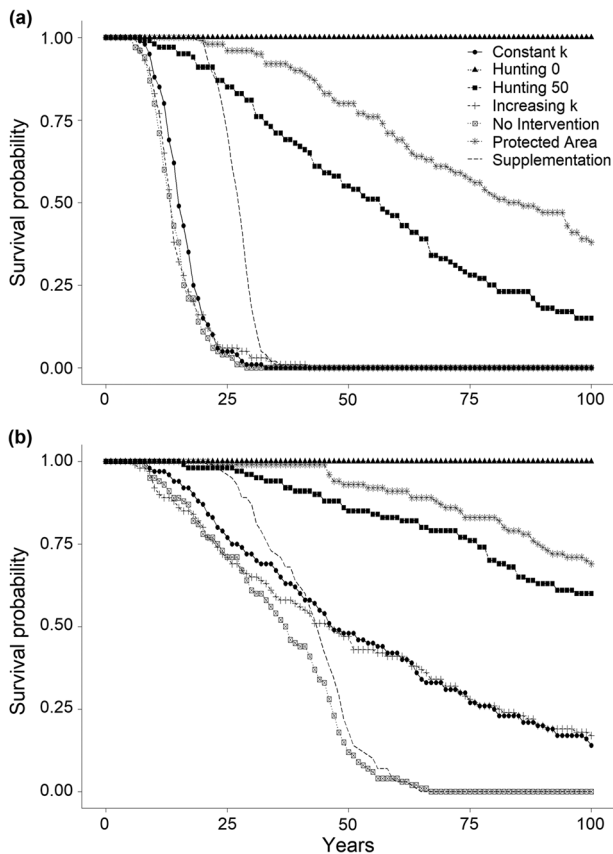 (a)
1.00
0.75
0.50
0.25
0.00
Survival probability
Constant k
Hunting 0
Hunting 50
Increasing k
No Intervention
Protected Area
Supplementation
0
25
50
75
100
(b)
1.00
0.75
0.50
0.25
0.00
Survival probability
0
25
50
75
100
Years